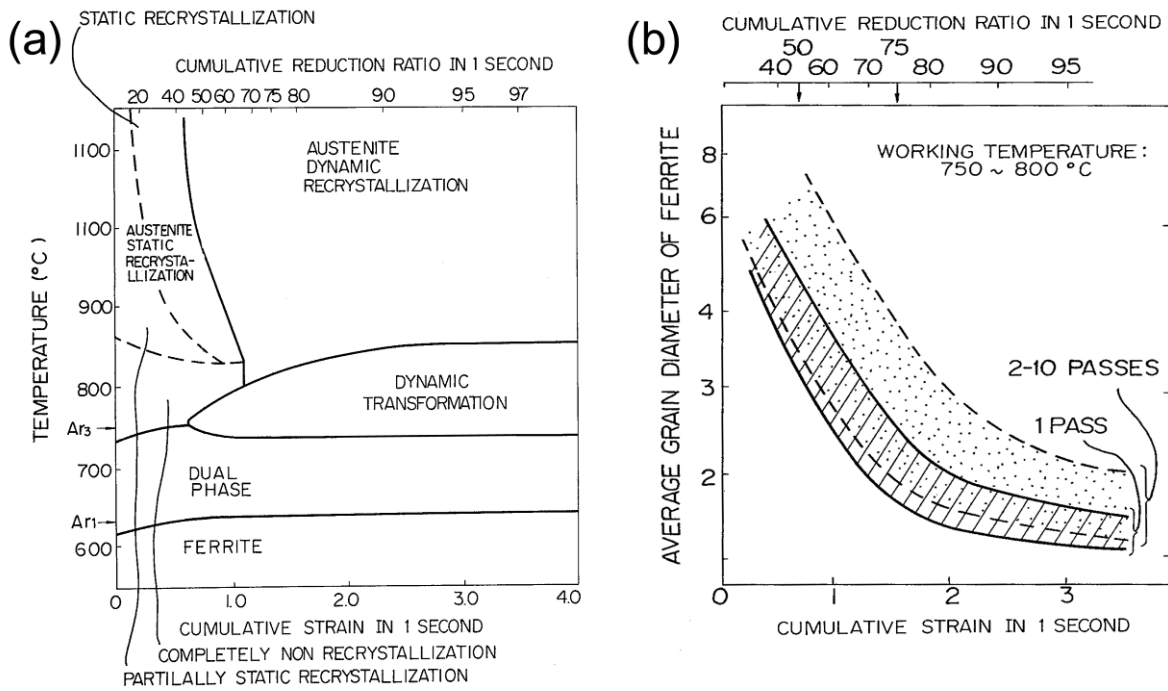 (a)
STATIC RECRYSTALLIZATION
CUMULATIVE REDUCTION RATIO IN 1 SECOND
20 40 50 60 70 75 80 90 95 97
TEMPERATURE (°C)
1100
1100
900
800
Ar3
700
Ar1
600
AUSTENITE
DYNAMIC
RECRYSTALLIZATION
AUSTENITE
STATIC
RECRYSTA-
LLIZATION
DYNAMIC
TRANSFORMATION
DUAL
PHASE
FERRITE
0 1.0 2.0 3.0 4.0
CUMULATIVE STRAIN IN 1 SECOND
COMPLETELY NON RECRYSTALLIZATION
PARTILALLY STATIC RECRYSTALLIZATION
(b)
CUMULATIVE REDUCTION RATIO IN 1 SECOND
50 75
40 60 70 80 90 95
AVERAGE GRAIN DIAMETER OF FERRITE
8
6
4
3
2
WORKING TEMPERATURE:
750 ~ 800 °C
2-10 PASSES
1 PASS
0 1 2 3
CUMULATIVE STRAIN IN 1 SECOND